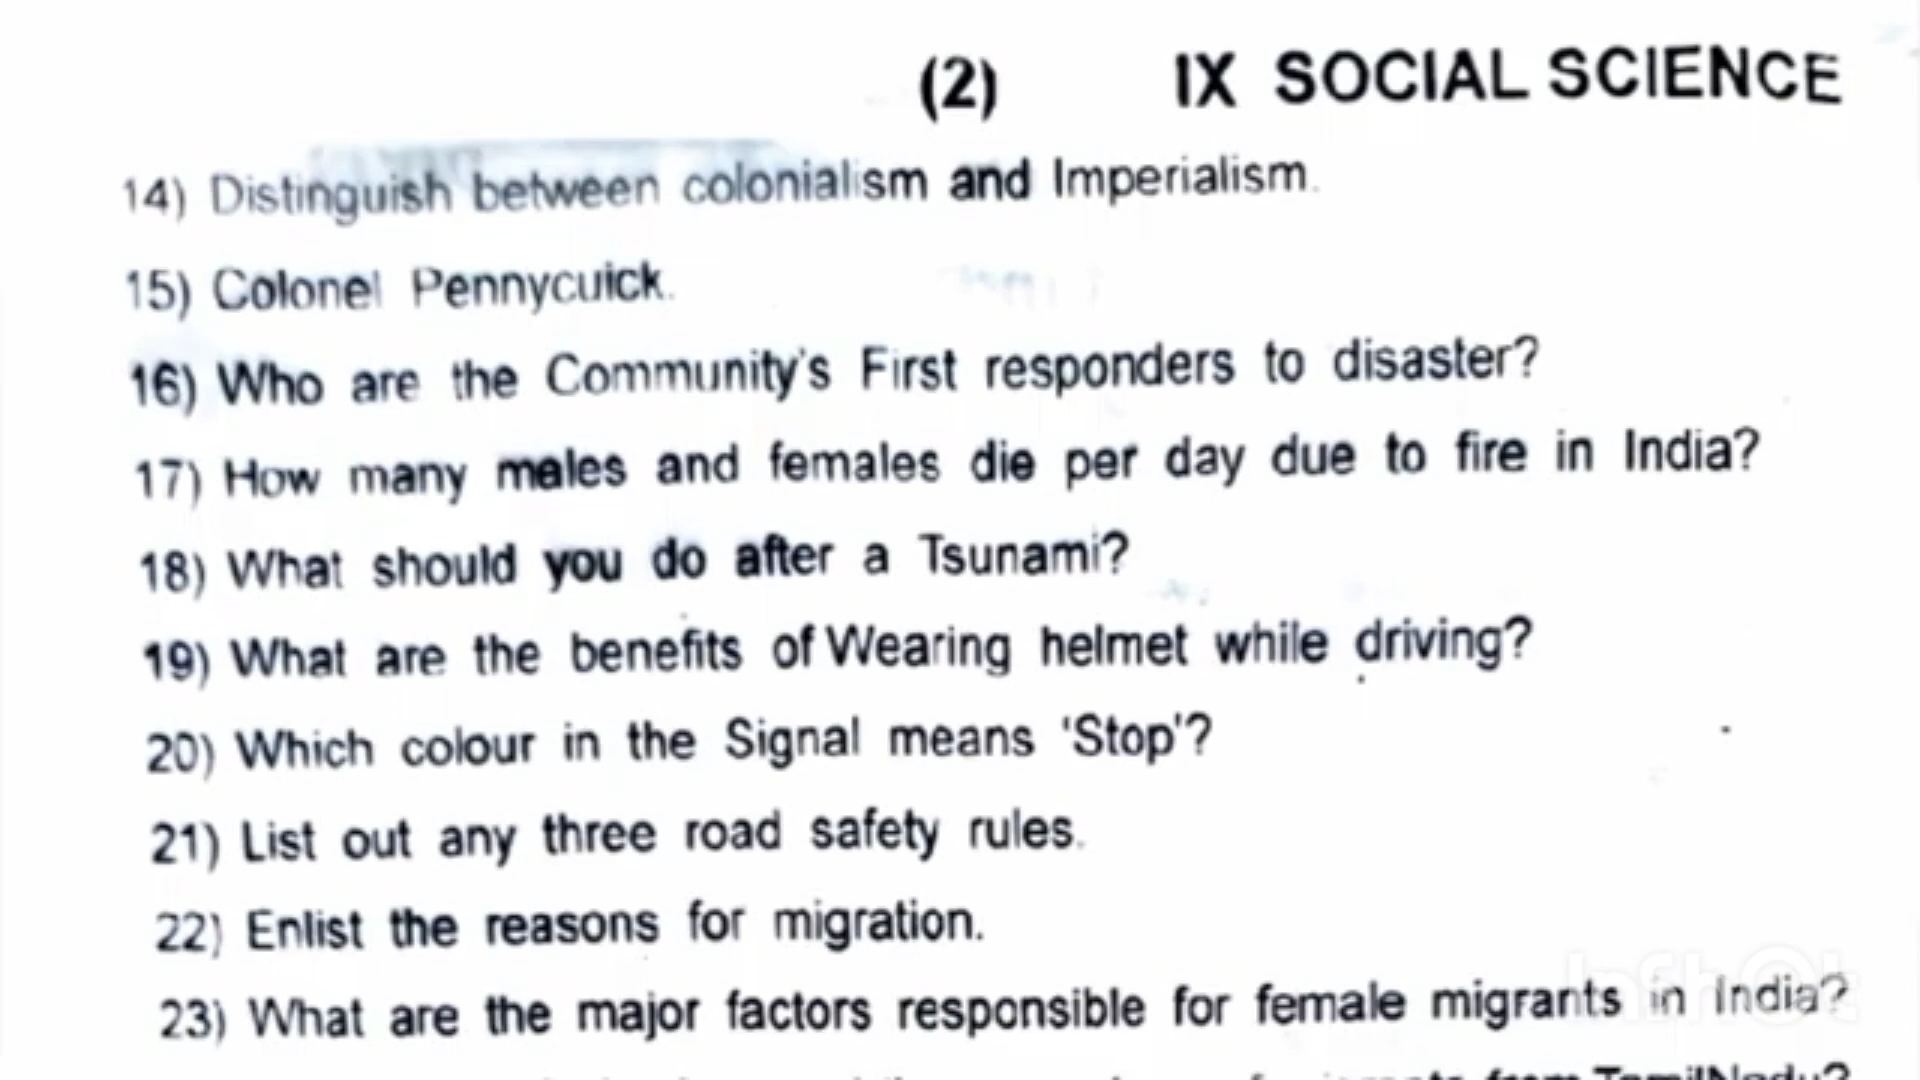 (2) IX SOCIAL SCIENCE
14) Distinguish between colonialism and Imperialism.
15) Colonel Pennycuick.
16) Who are the Community's First responders to disaster?
17) How many males and females die per day due to fire in India?
18) What should you do after a Tsunami?
19) What are the benefits of Wearing helmet while driving?
20) Which colour in the Signal means 'Stop'?
21) List out any three road safety rules.
22) Enlist the reasons for migration.
23) What are the major factors responsible for female migrants in India?
from TamilNadu?
InShOt